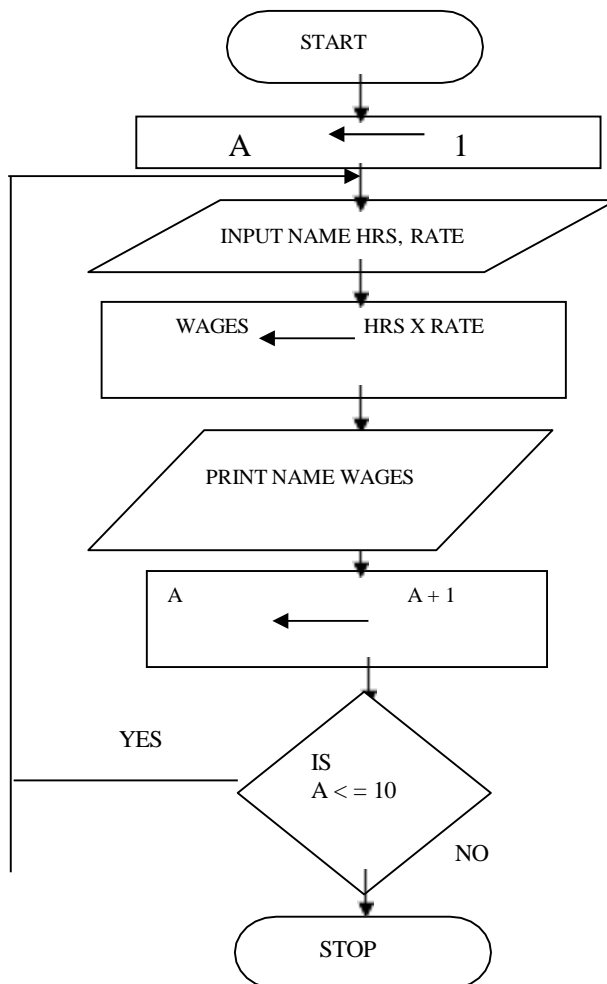 START
A 1
INPUT NAME HRS, RATE
WAGES HRS X RATE
PRINT NAME WAGES
A A + 1
YES
IS
A < = 10
NO
STOP